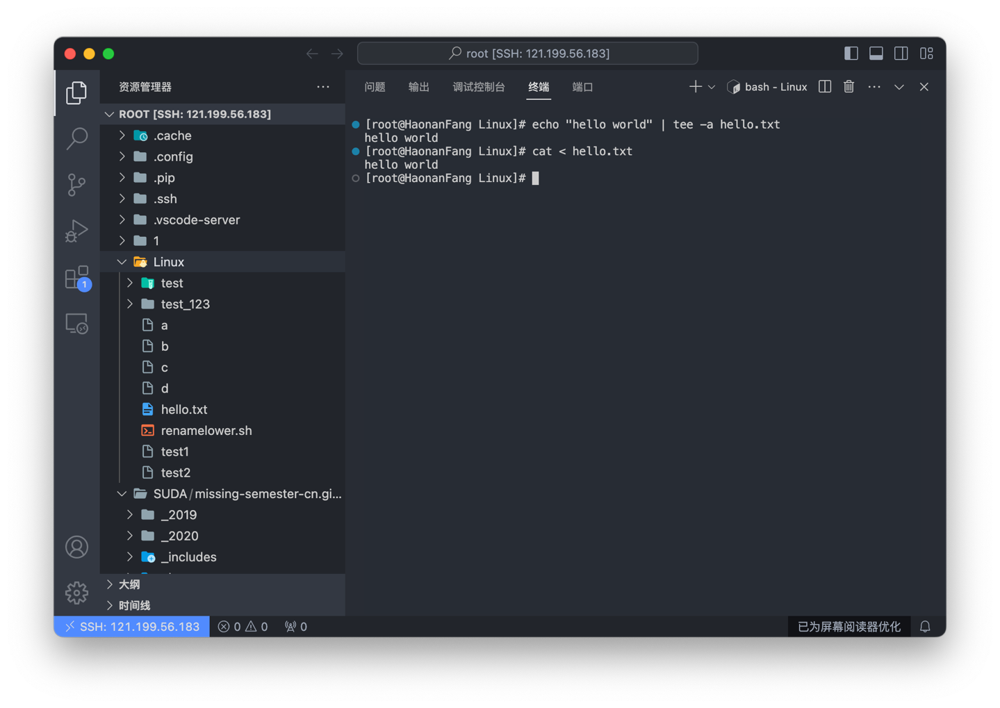 root [SSH: 121.199.56.183]
资源管理器
ROOT [SSH: 121.199.56.183]
.cache
.config
.pip
.ssh
.vscode-server
1
Linux
test
test_123
a
b
c
d
hello.txt
renamelower.sh
test1
test2
SUDA/missing-semester-cn.gi...
_2019
_2020
_includes
大纲
时间线
1
问题 输出 调试控制台 终端 端口
bash - Linux
[root@HaonanFang Linux]# echo "hello world" | tee -a hello.txt
hello world
[root@HaonanFang Linux]# cat < hello.txt
hello world
[root@HaonanFang Linux]#
SSH: 121.199.56.183 0 0 0 已为屏幕阅读器优化